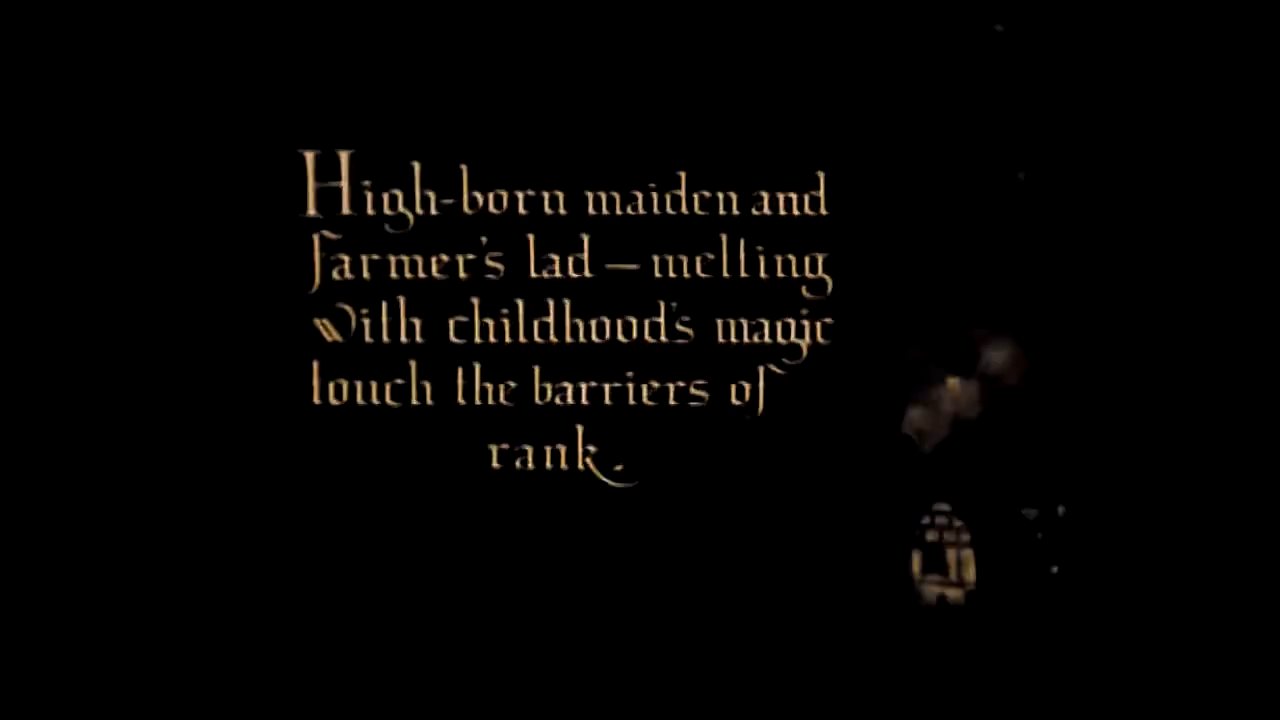 High-born maiden and
farmer's lad — melting
with childhood's magic
touch the barriers of
rank.